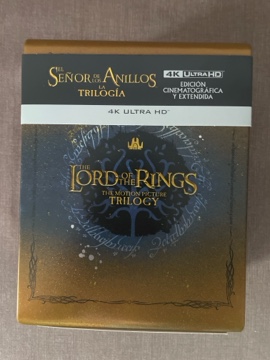 EL
SEÑOR DE LOS ANILLOS
LA
TRILOGÍA
4K ULTRA HD
EDICIÓN
CINEMATOGRÁFICA
Y EXTENDIDA
4K ULTRA HD
THE
LORD OF THE RINGS
THE MOTION PICTURE
TRILOGY